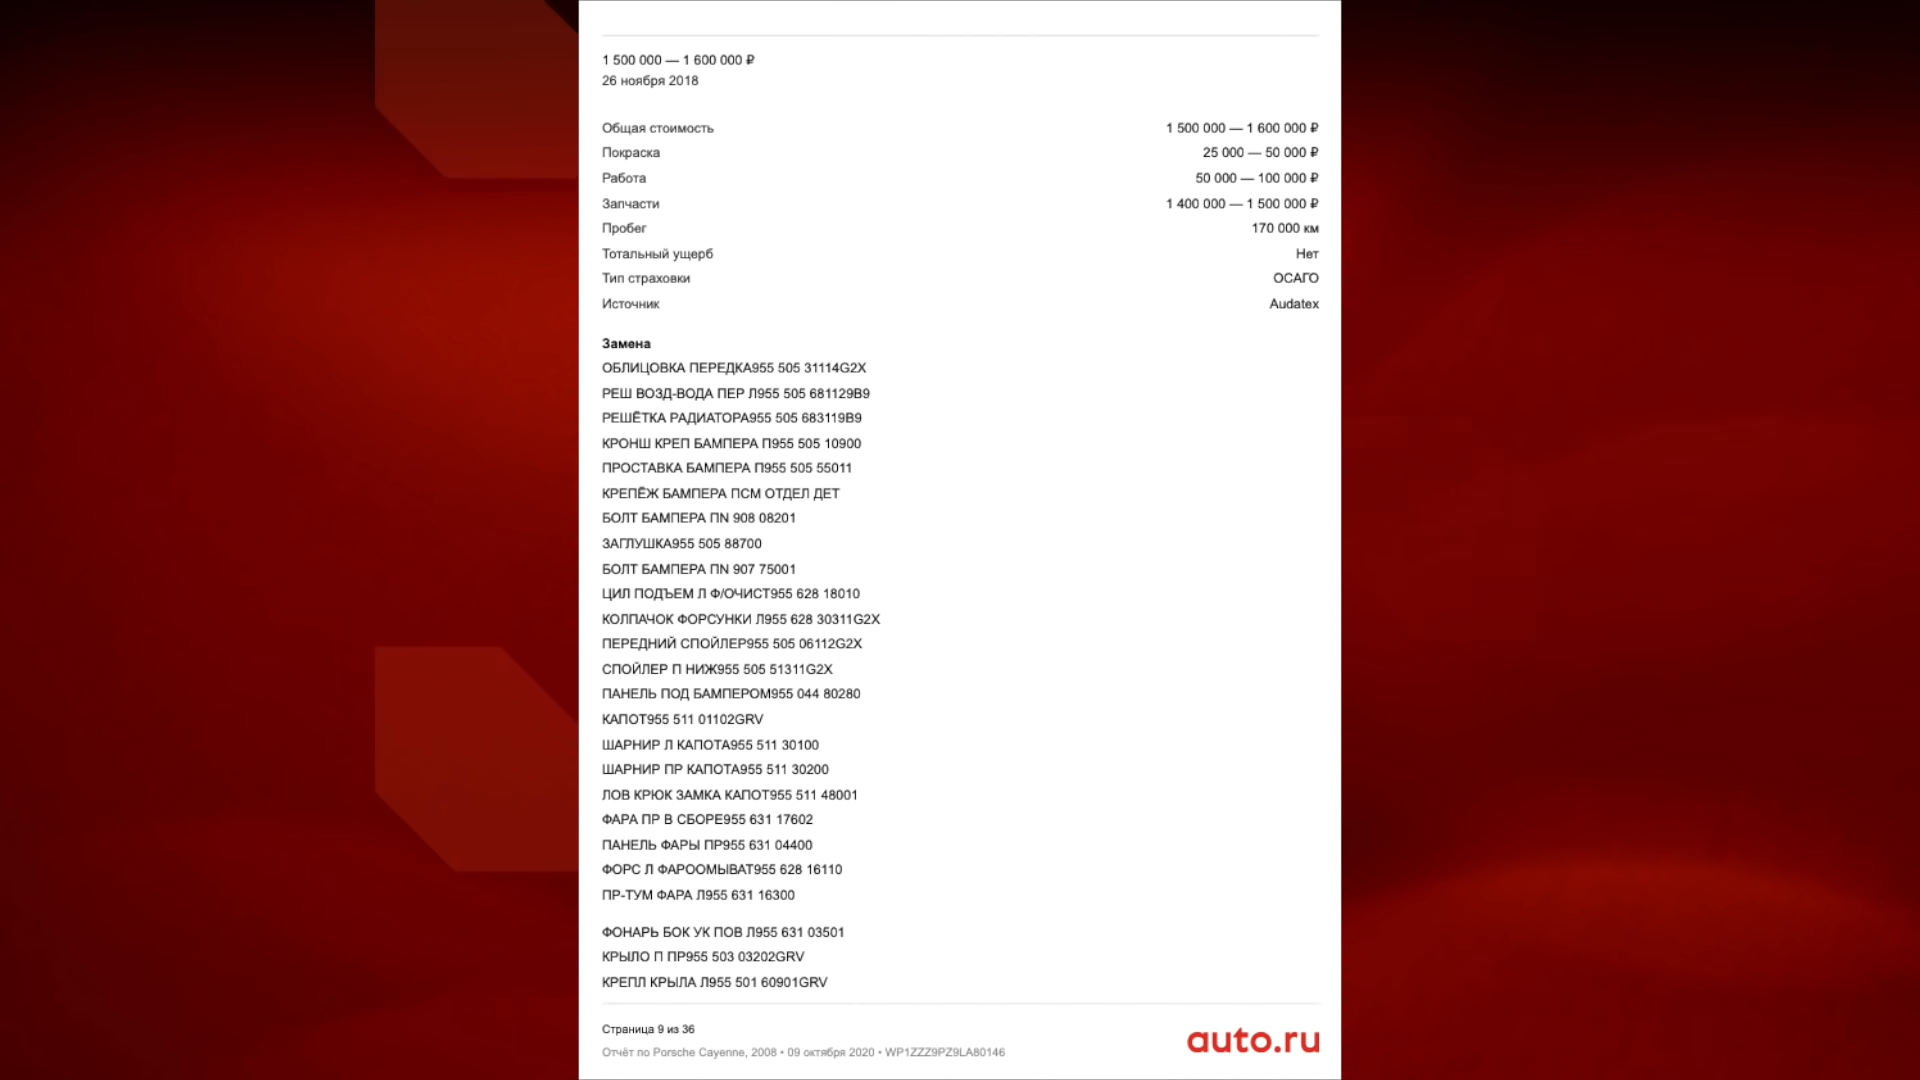 1 500 000 — 1 600 000 ₽
26 ноября 2018
Общая стоимость 1 500 000 — 1 600 000 ₽
Покраска 25 000 — 50 000 ₽
Работа 50 000 — 100 000 ₽
Запчасти 1 400 000 — 1 500 000 ₽
Пробег 170 000 км
Тотальный ущерб Нет
Тип страховки ОСАГО
Источник Audatex
Замена
ОБЛИЦОВКА ПЕРЕДКА955 505 31114G2X
РЕШ ВОЗД-ВОДА ПЕР Л955 505 681129B9
РЕШЁТКА РАДИАТОРА955 505 683119B9
КРОНШ КРЕП БАМПЕРА П955 505 10900
ПРОСТАВКА БАМПЕРА П955 505 55011
КРЕПЁЖ БАМПЕРА ПСМ ОТДЕЛ ДЕТ
БОЛТ БАМПЕРА ПN 908 08201
ЗАГЛУШКА955 505 88700
БОЛТ БАМПЕРА ПN 907 75001
ЦИЛ ПОДЪЕМ Л Ф/ОЧИСТ955 628 18010
КОЛПАЧОК ФОРСУНКИ Л955 628 30311G2X
ПЕРЕДНИЙ СПОЙЛЕР955 505 06112G2X
СПОЙЛЕР П НИЖ955 505 51311G2X
ПАНЕЛЬ ПОД БАМПЕРОМ955 044 80280
КАПОТ955 511 01102GRV
ШАРНИР Л КАПОТА955 511 30100
ШАРНИР ПР КАПОТА955 511 30200
ЛОВ КРЮК ЗАМКА КАПОТ955 511 48001
ФАРА ПР В СБОРЕ955 631 17602
ПАНЕЛЬ ФАРЫ ПР955 631 04400
ФОРС Л ФАРООМЫВАТ955 628 16110
ПР-ТУМ ФАРА Л955 631 16300
ФОНАРЬ БОК УК ПОВ Л955 631 03501
КРЫЛО П ПР955 503 03202GRV
КРЕПЛ КРЫЛА Л955 501 60901GRV
Страница 9 из 36
Отчёт по Porsche Cayenne, 2008 • 09 октября 2020 • WP1ZZZ9PZ9LA80146
auto.ru